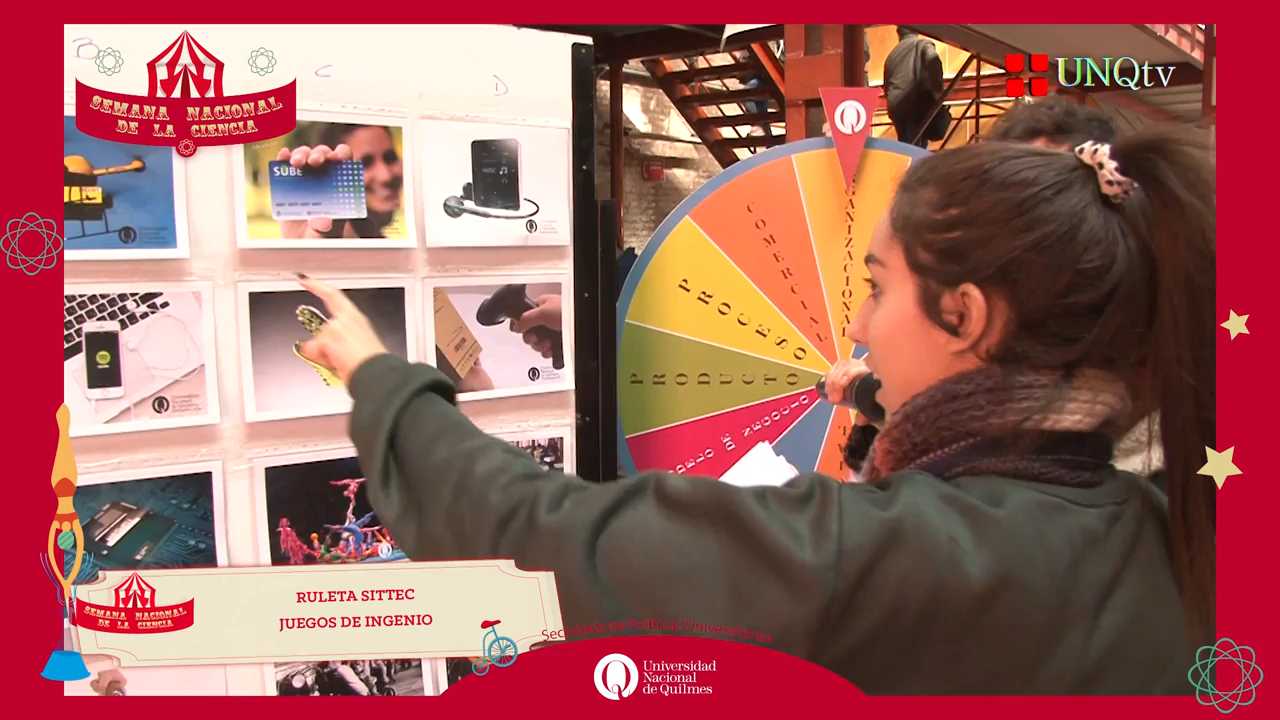 B
C
D
SEMANA NACIONAL
DE LA CIENCIA
UNQtv
SUBE
MUSIC
ORGANIZACIONAL
COMERCIAL
PROCESO
PRODUCTO
MODELO DE NEGOCIO
RULETA SITTEC
JUEGOS DE INGENIO
SEMANA NACIONAL
DE LA CIENCIA
Secretaría de Políticas Universitarias
Universidad
Nacional
de Quilmes